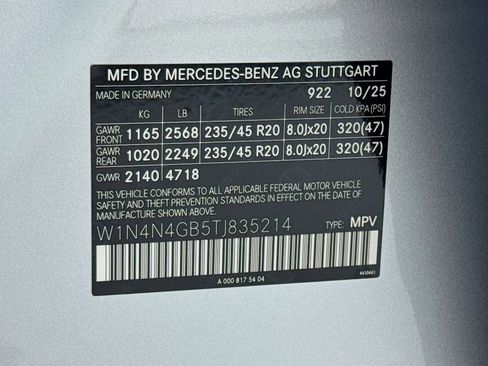 MFD BY MERCEDES-BENZ AG STUTTGART
MADE IN GERMANY 922 10/25
KG LB TIRES RIM SIZE COLD KPA (PSI)
GAWR FRONT 1165 2568 235/45 R20 8.0Jx20 320(47)
GAWR REAR 1020 2249 235/45 R20 8.0Jx20 320(47)
GVWR 2140 4718
THIS VEHICLE CONFORMS TO ALL APPLICABLE FEDERAL MOTOR VEHICLE
SAFETY AND THEFT PREVENTION STANDARDS IN EFFECT ON THE DATE
OF MANUFACTURE SHOWN ABOVE.
W1N4N4GB5TJ835214 TYPE: MPV
A 000 817 54 04